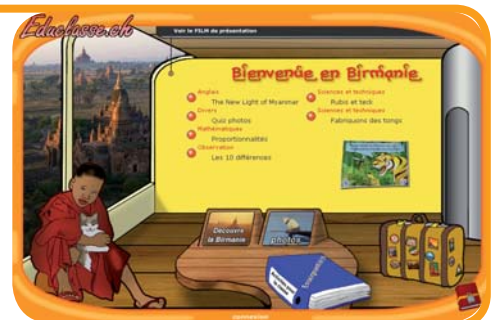 Educlasse.ch
Voir le FILM de présentation
Bienvenue en Birmanie
Anglais
The New Light of Myanmar
Divers
Quiz photos
Mathématiques
Proportionnalités
Observation
Les 10 différences
Sciences et techniques
Rubis et teck
Sciences et techniques
Fabriquons des tongs
Découvre
la Birmanie
photos